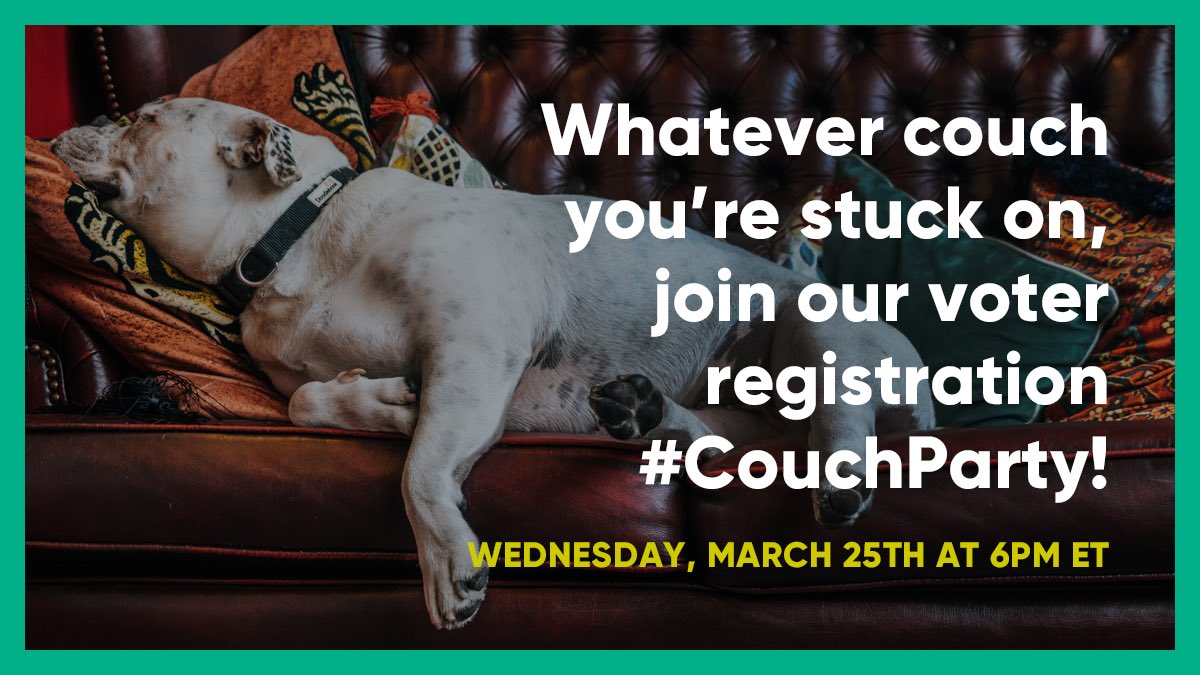 Whatever couch
you’re stuck on,
join our voter
registration
#CouchParty!
WEDNESDAY, MARCH 25TH AT 6PM ET